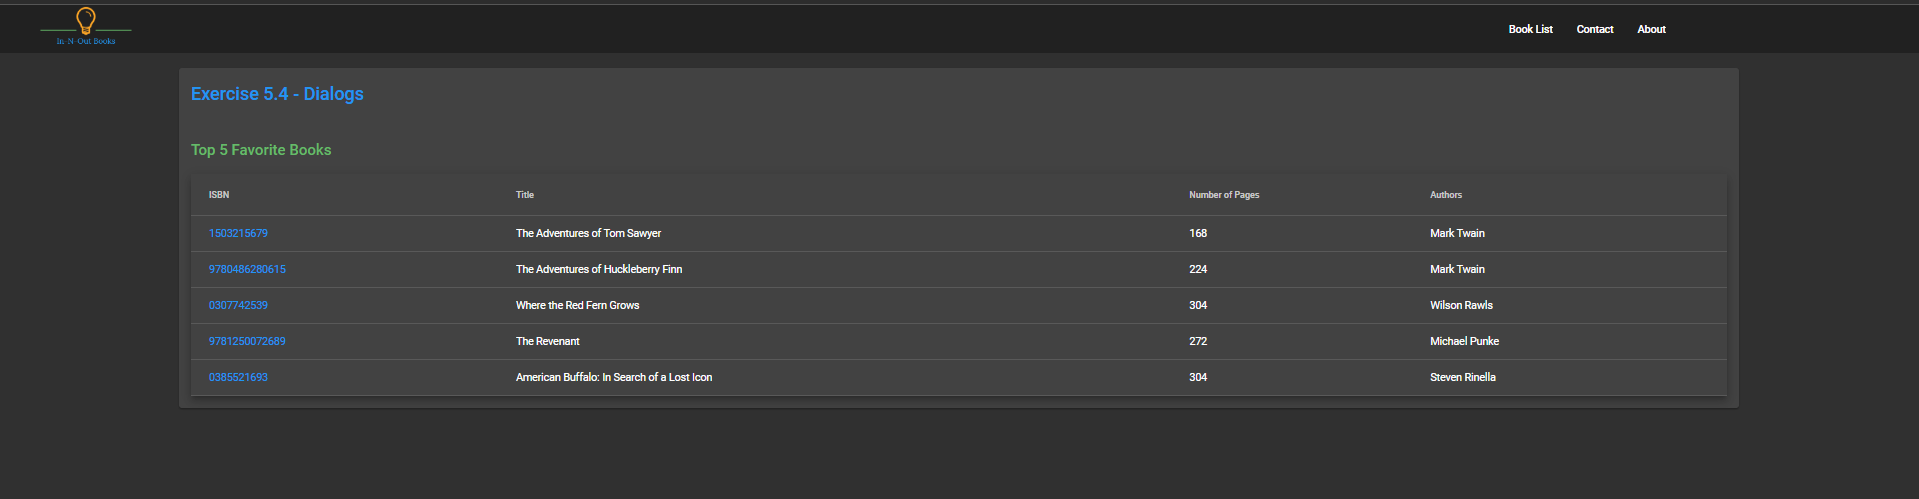 In-N-Out Books
Book List Contact About
Exercise 5.4 - Dialogs
Top 5 Favorite Books
ISBN Title Number of Pages Authors
1503215679 The Adventures of Tom Sawyer 168 Mark Twain
9780486280615 The Adventures of Huckleberry Finn 224 Mark Twain
0307742539 Where the Red Fern Grows 304 Wilson Rawls
9781250072689 The Revenant 272 Michael Punke
0385521693 American Buffalo: In Search of a Lost Icon 304 Steven Rinella